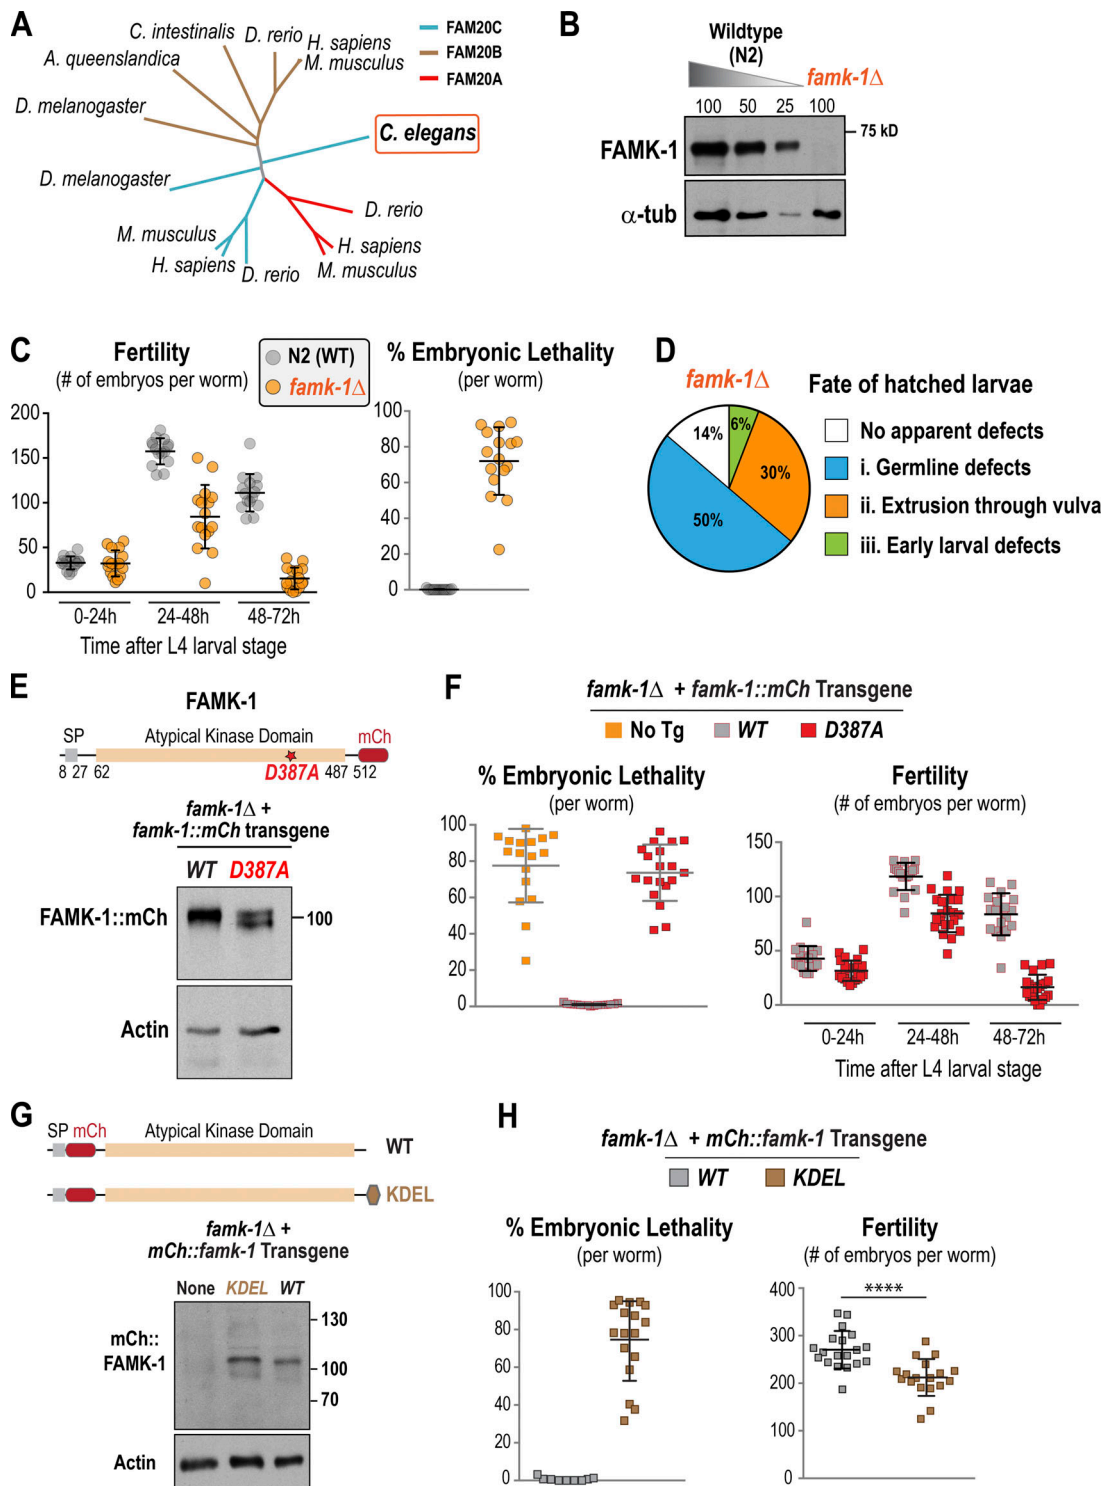 A
C. intestinalis
D. rerio
H. sapiens
M. musculus
A. queenslandica
D. melanogaster
C. elegans
D. melanogaster
M. musculus
H. sapiens
D. rerio
D. rerio
H. sapiens
M. musculus
FAM20C
FAM20B
FAM20A
B
Wildtype
(N2)
famk-1Δ
100 50 25 100
75 kD
FAMK-1
α-tub
C
Fertility
(# of embryos per worm)
N2 (WT)
famk-1Δ
200
150
100
50
0
0-24h 24-48h 48-72h
Time after L4 larval stage
% Embryonic Lethality
(per worm)
100
80
60
40
20
0
D
famk-1Δ
14%
6%
30%
50%
Fate of hatched larvae
No apparent defects
i. Germline defects
ii. Extrusion through vulva
iii. Early larval defects
E
FAMK-1
SP Atypical Kinase Domain mCh
8 27 62 D387A 487 512
famk-1Δ +
famk-1::mCh transgene
WT D387A
FAMK-1::mCh
100
Actin
F
famk-1Δ + famk-1::mCh Transgene
No Tg WT D387A
% Embryonic Lethality
(per worm)
100
80
60
40
20
0
Fertility
(# of embryos per worm)
150
100
50
0
0-24h 24-48h 48-72h
Time after L4 larval stage
G
SP mCh Atypical Kinase Domain
WT
KDEL
famk-1Δ +
mCh::famk-1 Transgene
None KDEL WT
mCh::
FAMK-1
130
100
70
Actin
H
famk-1Δ + mCh::famk-1 Transgene
WT KDEL
% Embryonic Lethality
(per worm)
100
80
60
40
20
0
Fertility
(# of embryos per worm)
400
300
200
100
0
****